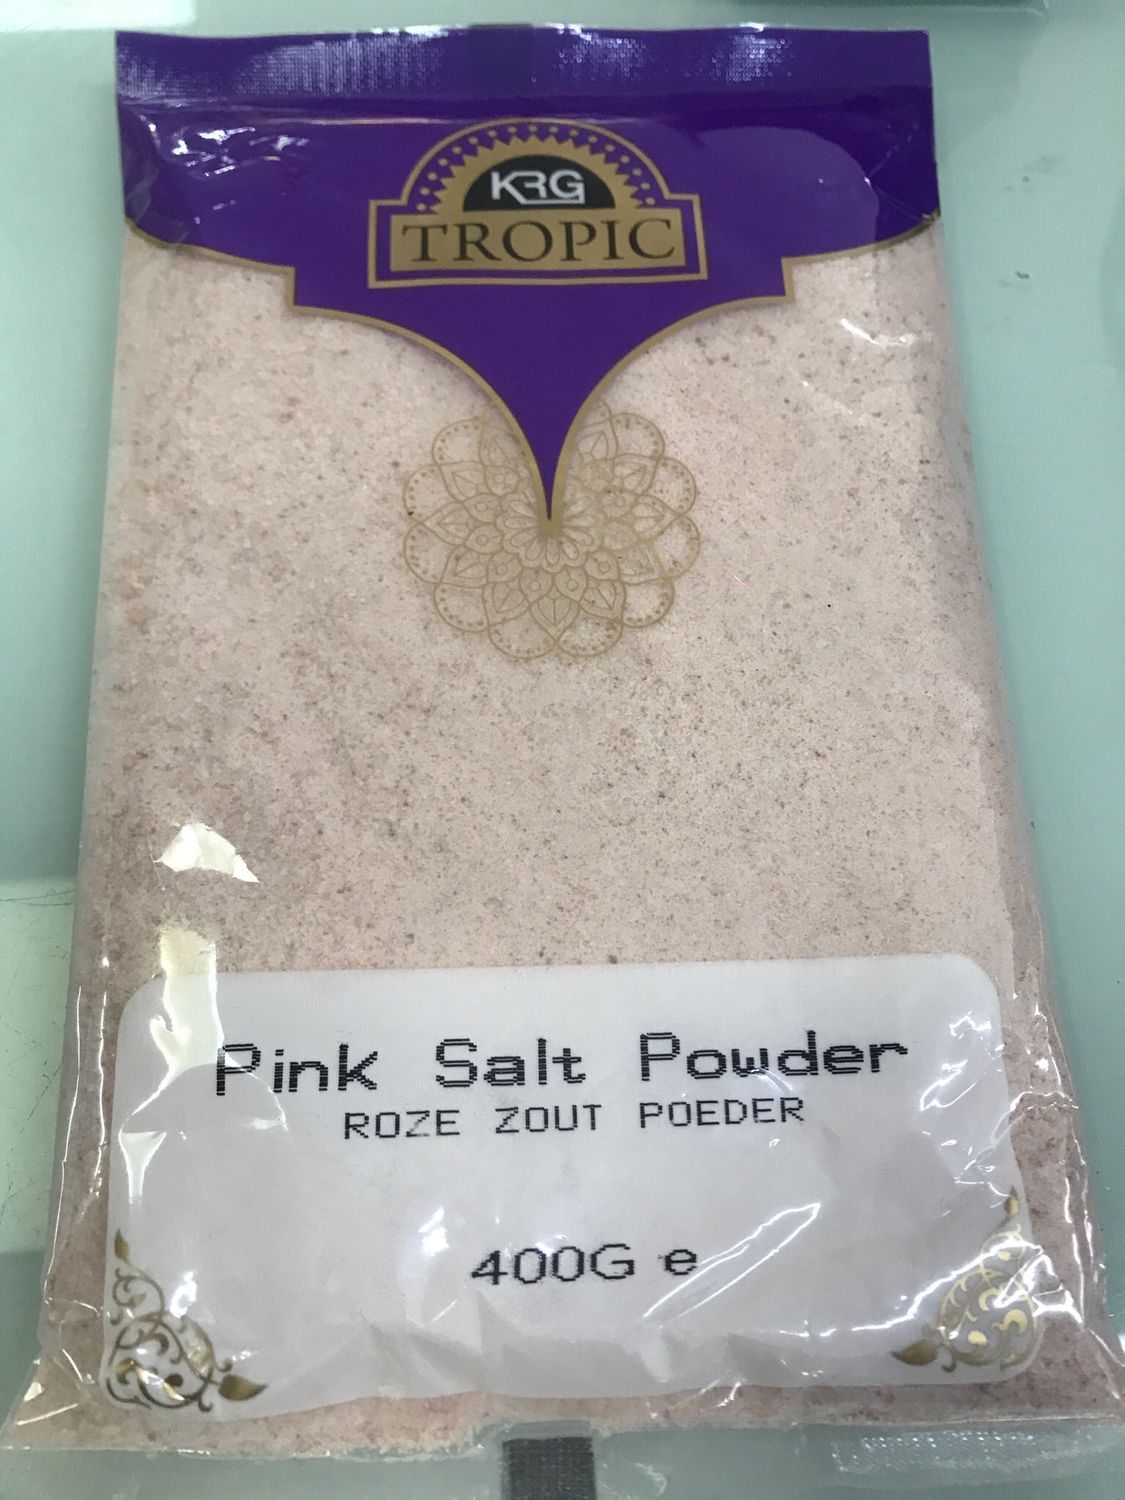 KRG
TROPIC
Pink Salt Powder
ROZE ZOUT POEDER
400G e